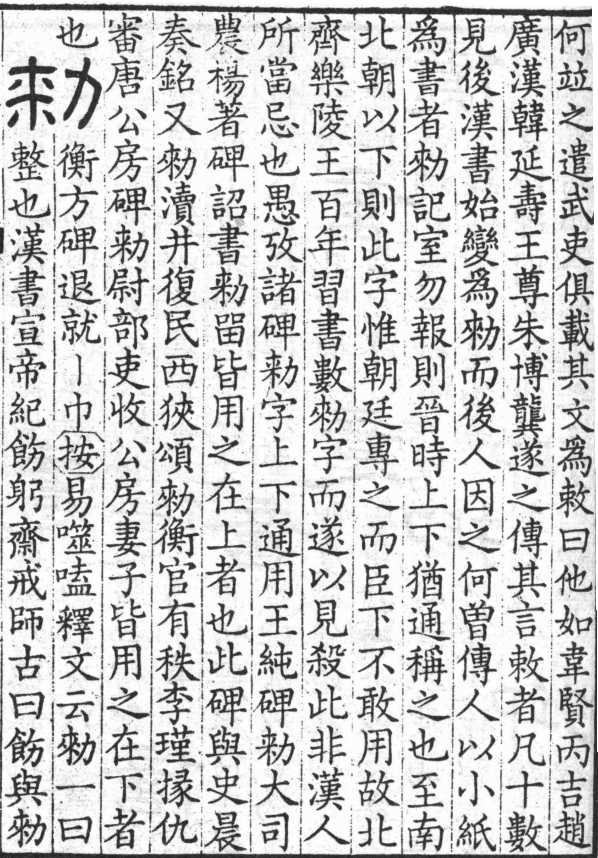 何竝之遣武吏俱載其文爲敕曰他如韋賢丙吉趙
廣漢韓延壽王尊朱博龔遂之傳其言敕者凡十數
見後漢書始變爲勑而後人因之何曾傳人以小紙
爲書者勑記室勿報則晉時上下猶通稱之也至南
北朝以下則此字惟朝廷專之而臣下不敢用故北
齊樂陵王百年習書數勑字而遂以見殺此非漢人
所當忌也愚攷諸碑勑字上下通用王純碑勑大司
農楊著碑詔書勑㽞皆用之在上者也此碑與史晨
奏銘又勑瀆井復民西狹頌勑衡官有秩李瑾掾仇
審唐公房碑勑尉部吏收公房妻子皆用之在下者
也
勑
衡方碑退就丨巾按易噬嗑釋文云勑一曰
整也漢書宣帝紀飭躬齋戒師古曰飭與勑